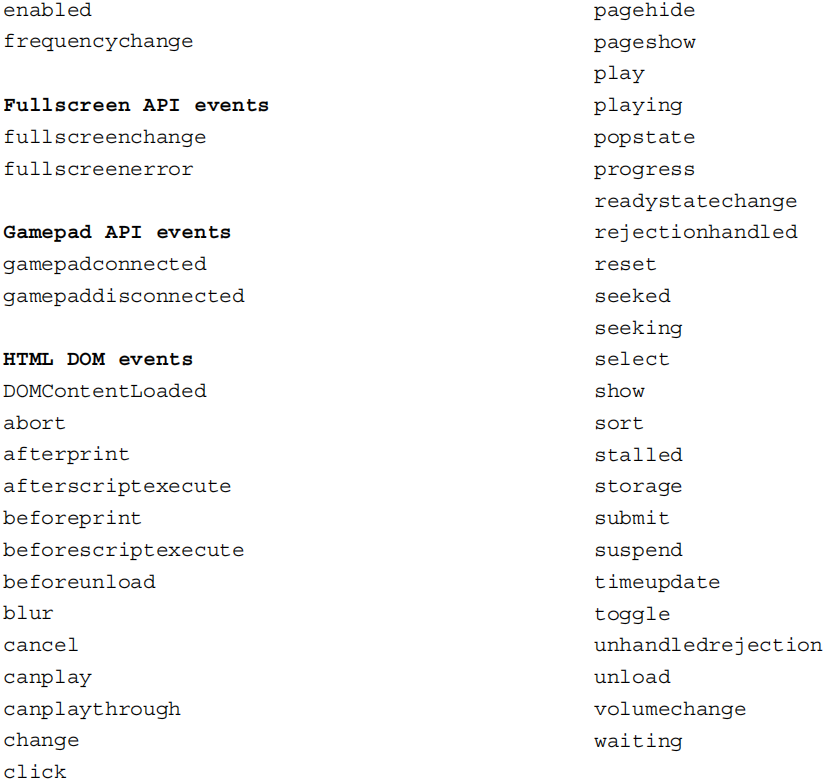 enabled
frequencychange
Fullscreen API events
fullscreenchange
fullscreenerror
Gamepad API events
gamepadconnected
gamepaddisconnected
HTML DOM events
DOMContentLoaded
abort
afterprint
afterscriptexecute
beforeprint
beforescriptexecute
beforeunload
blur
cancel
canplay
canplaythrough
change
click
pagehide
pageshow
play
playing
popstate
progress
readystatechange
rejectionhandled
reset
seeked
seeking
select
show
sort
stalled
storage
submit
suspend
timeupdate
toggle
unhandledrejection
unload
volumechange
waiting